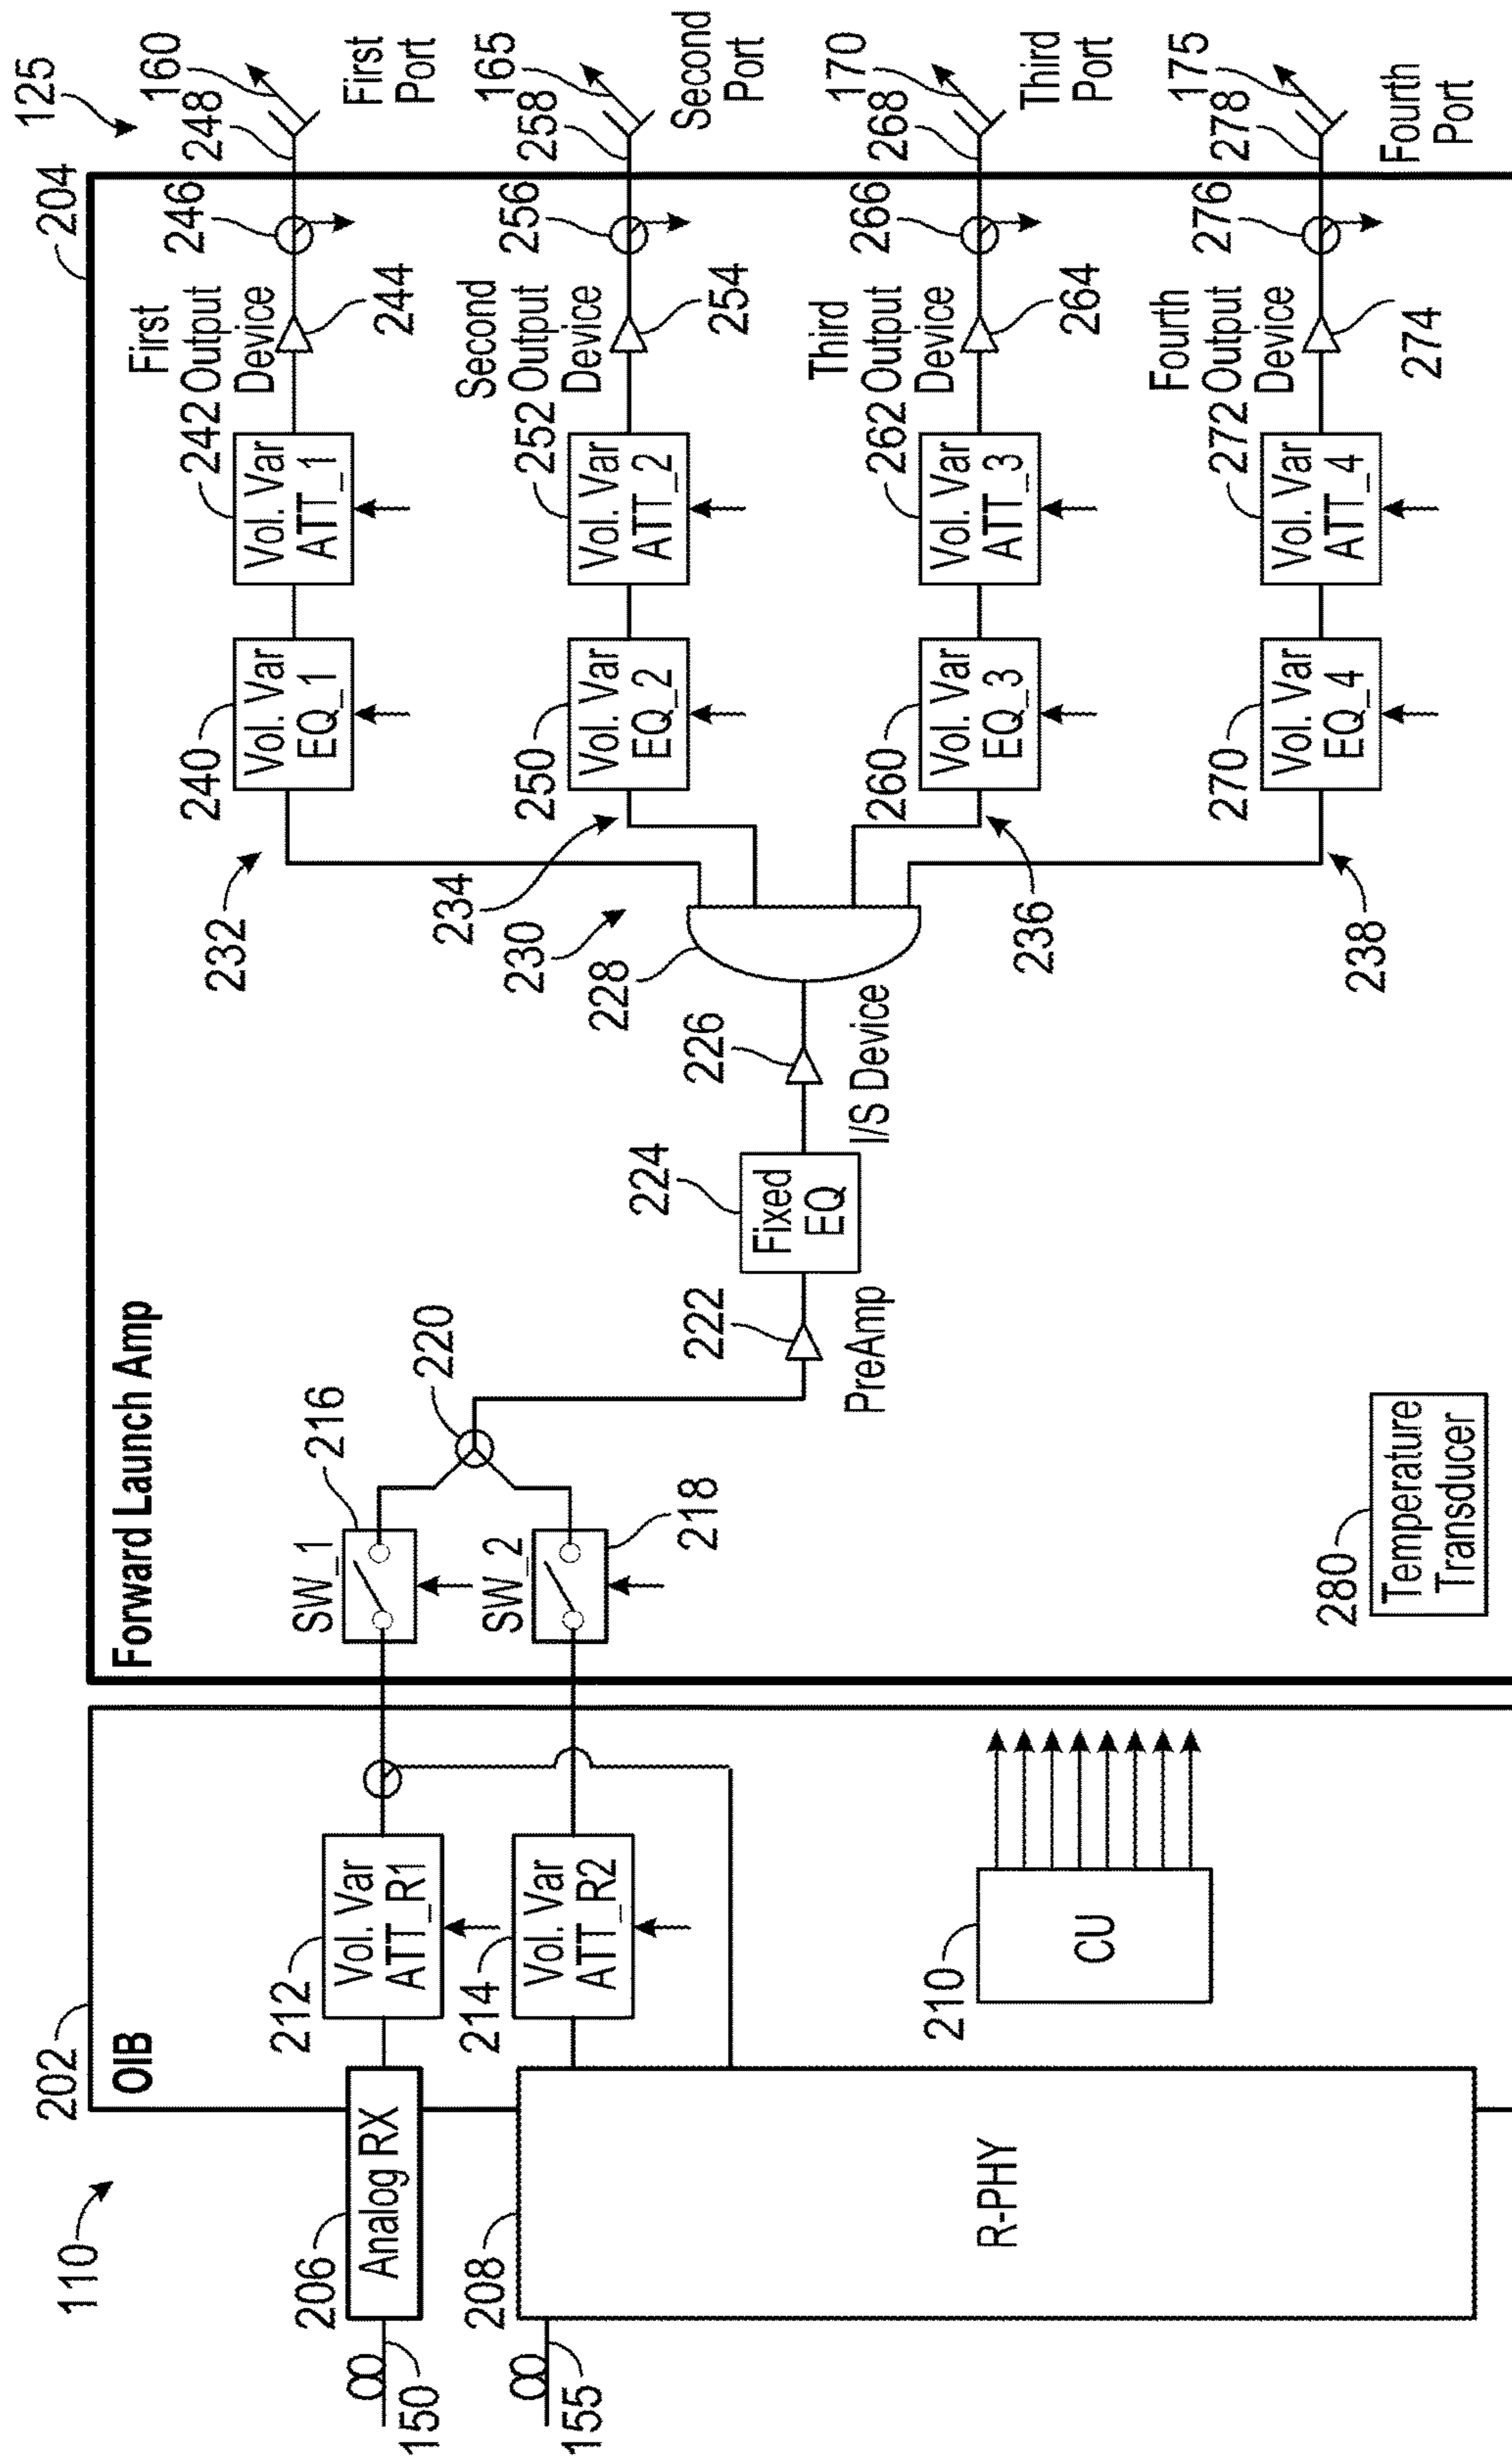 110
202
204
125
OIB
Forward Launch Amp
150
206
Analog RX
155
208
R-PHY
212
Vol. Var
ATT_R1
214
Vol. Var
ATT_R2
210
CU
SW_1
216
SW_2
218
220
222
PreAmp
224
Fixed
EQ
226
I/S Device
228
230
232
234
236
238
280
Temperature
Transducer
240
Vol. Var
EQ_1
242
Vol. Var
ATT_1
First
Output
Device
244
246
248
160
First
Port
250
Vol. Var
EQ_2
252
Vol. Var
ATT_2
Second
Output
Device
254
256
258
165
Second
Port
260
Vol. Var
EQ_3
262
Vol. Var
ATT_3
Third
Output
Device
264
266
268
170
Third
Port
270
Vol. Var
EQ_4
272
Vol. Var
ATT_4
Fourth
Output
Device
274
276
278
175
Fourth
Port